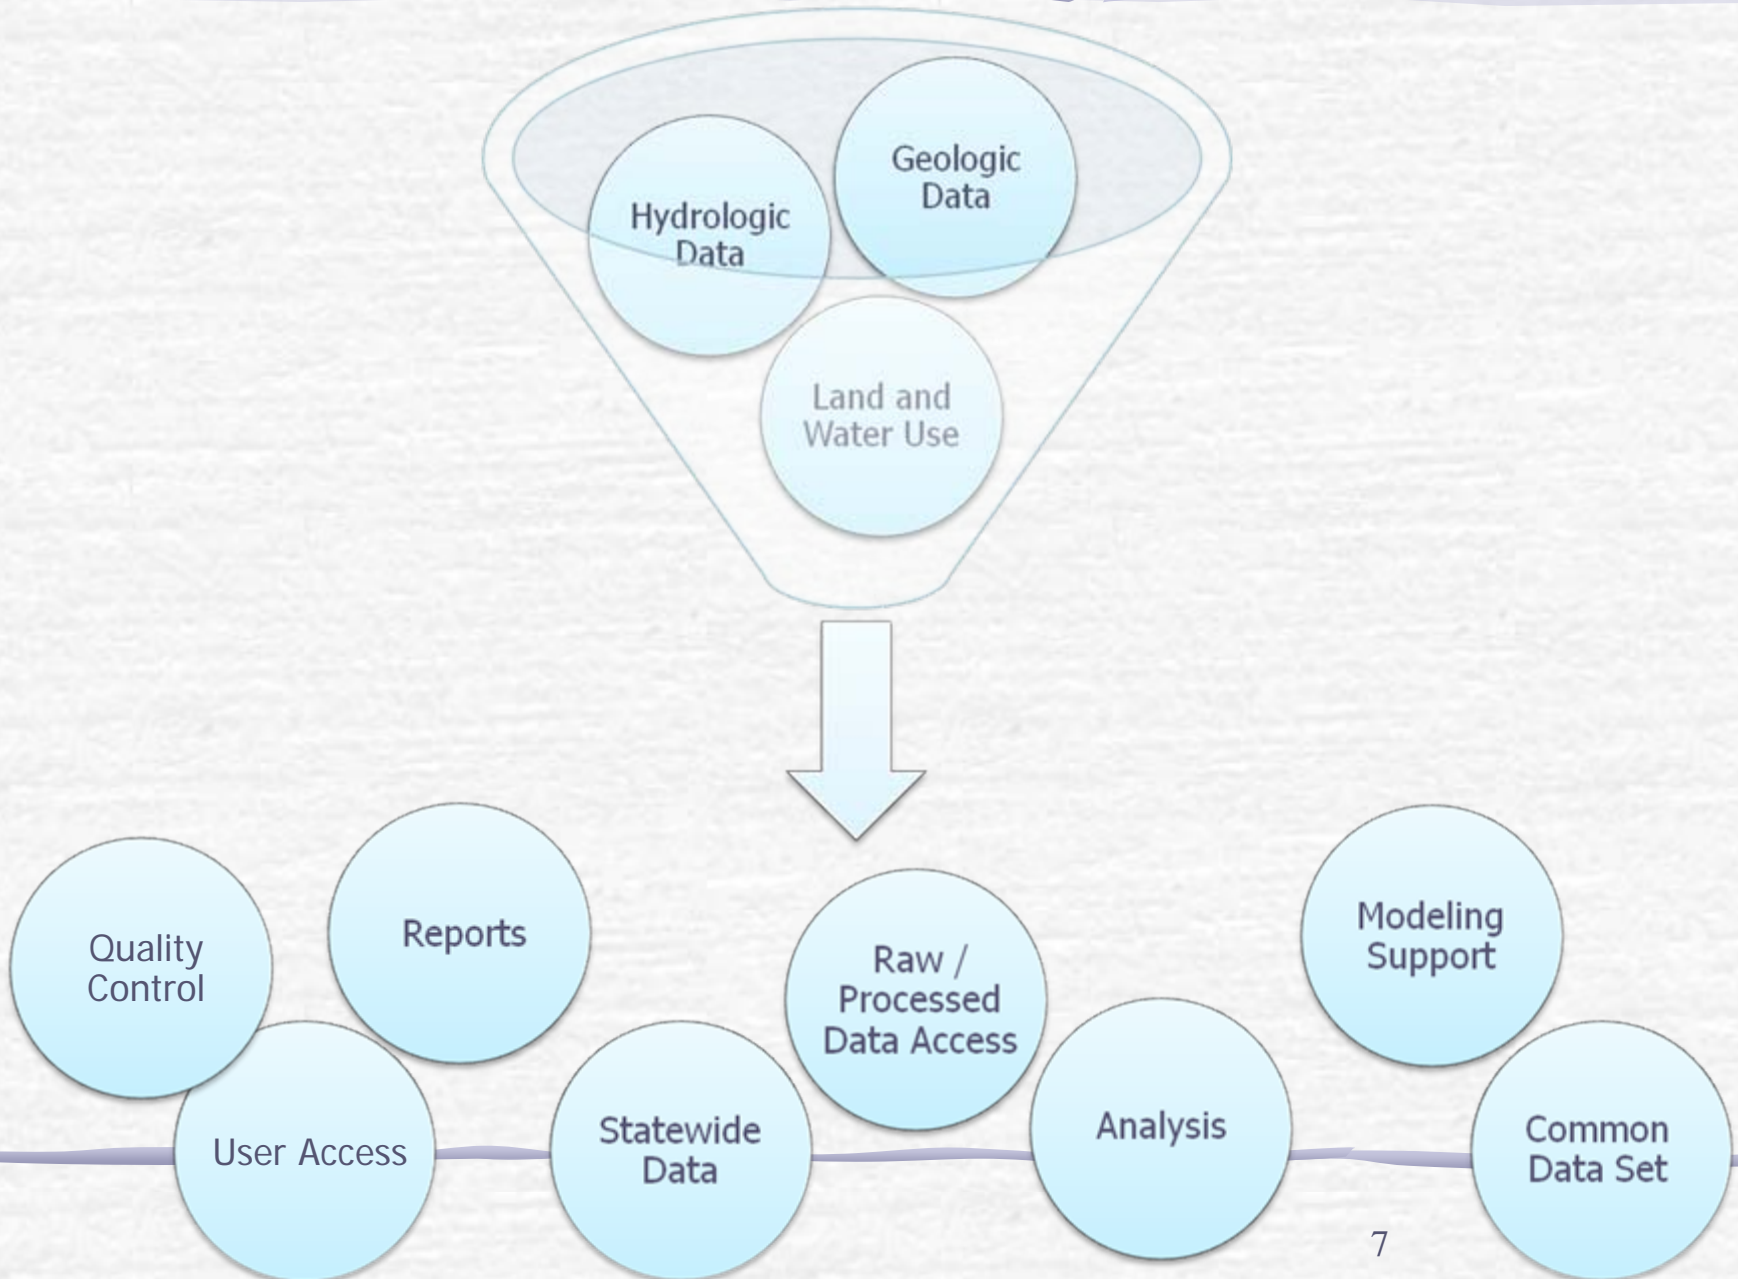 Geologic
Data
Hydrologic
Data
Land and
Water Use
Quality
Control
Reports
User Access
Statewide
Data
Raw /
Processed
Data Access
Analysis
Modeling
Support
Common
Data Set
7